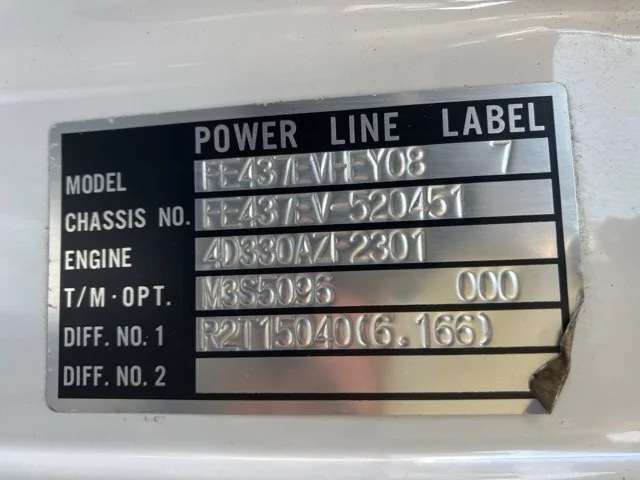 POWER LINE LABEL
MODEL FE437EVHEY08 7
CHASSIS NO. FE437EV-520451
ENGINE 4D330AZF2301
T/M·OPT. M3S5096 000
DIFF. NO. 1 R2T15040(6.166)
DIFF. NO. 2